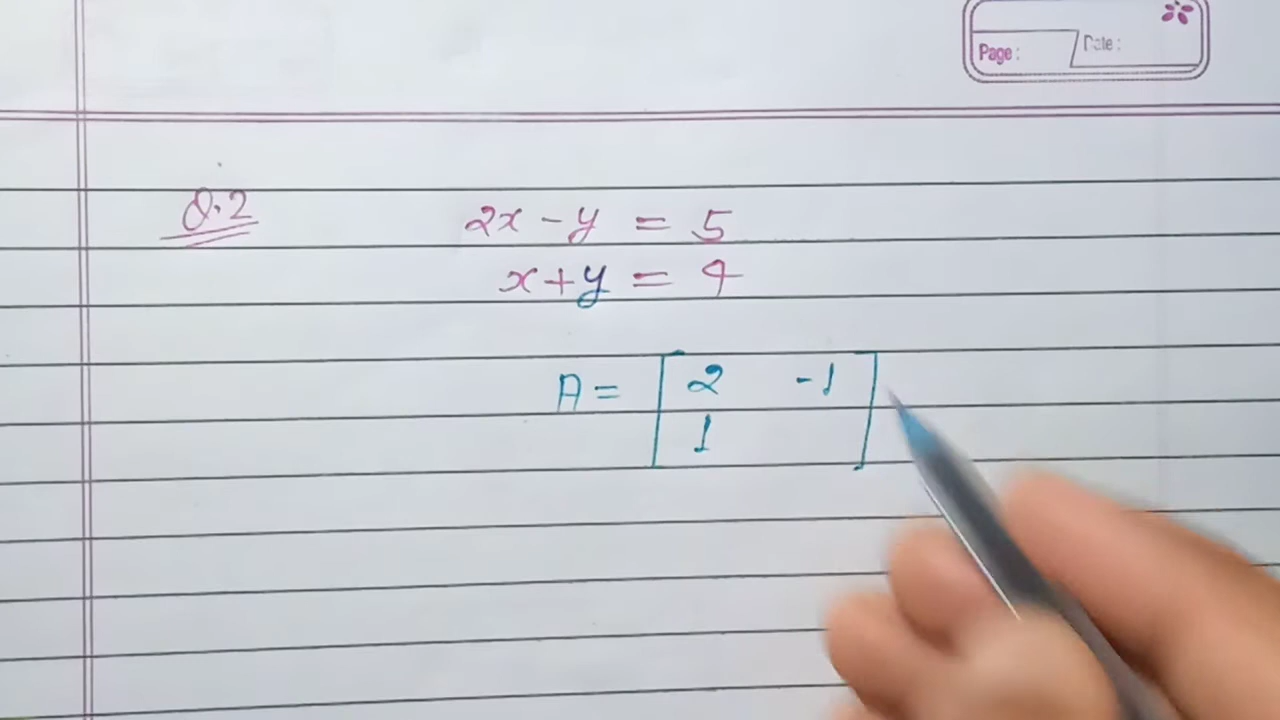 Page : Date :
Q.2 2x - y = 5
x + y = 4
A = [ 2 -1
1 ]